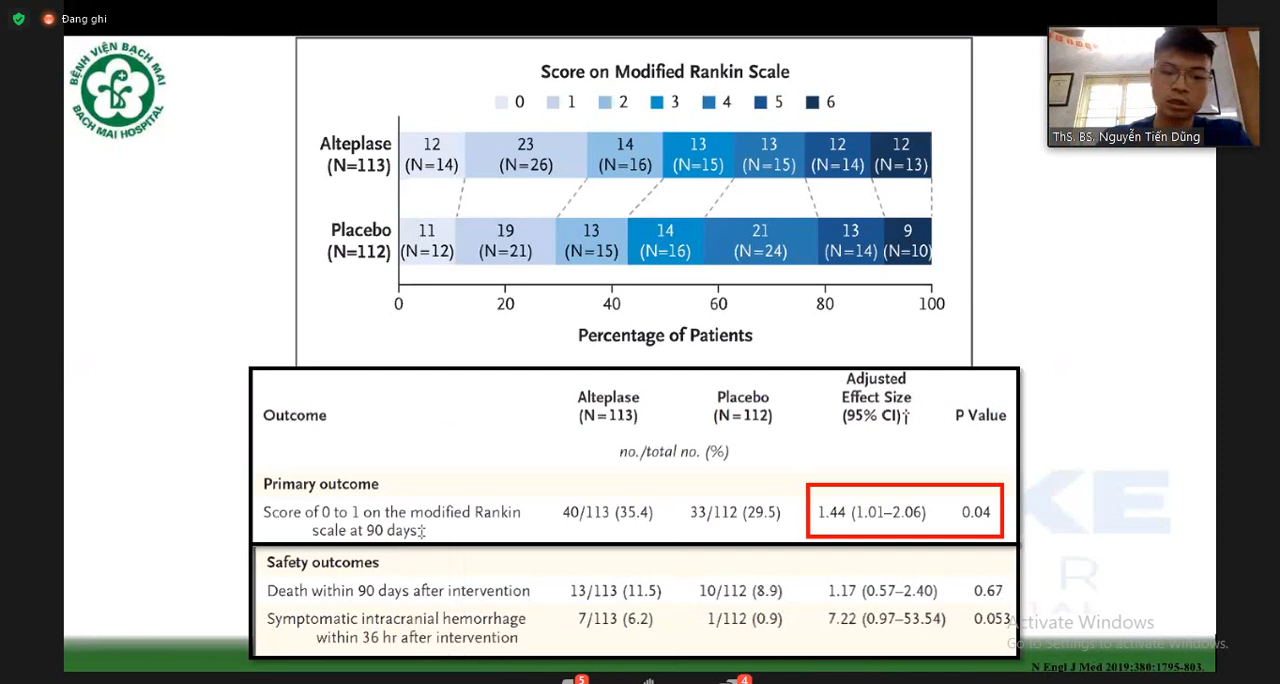 Đang ghi
BỆNH VIỆN BẠCH MAI
BACH MAI HOSPITAL
ThS. BS. Nguyễn Tiến Dũng
Score on Modified Rankin Scale
0 1 2 3 4 5 6
Alteplase
(N=113)
12 23 14 13 13 12 12
(N=14) (N=26) (N=16) (N=15) (N=15) (N=14) (N=13)
Placebo
(N=112)
11 19 13 14 21 13 9
(N=12) (N=21) (N=15) (N=16) (N=24) (N=14) (N=10)
0 20 40 60 80 100
Percentage of Patients
Outcome
Alteplase
(N=113)
Placebo
(N=112)
Adjusted
Effect Size
(95% CI)†
P Value
no./total no. (%)
Primary outcome
Score of 0 to 1 on the modified Rankin
scale at 90 days‡
40/113 (35.4) 33/112 (29.5) 1.44 (1.01–2.06) 0.04
Safety outcomes
Death within 90 days after intervention 13/113 (11.5) 10/112 (8.9) 1.17 (0.57–2.40) 0.67
Symptomatic intracranial hemorrhage
within 36 hr after intervention
7/113 (6.2) 1/112 (0.9) 7.22 (0.97–53.54) 0.053
Activate Windows
Go to Settings to activate Windows.
N Engl J Med 2019;380:1795-803.
5 4